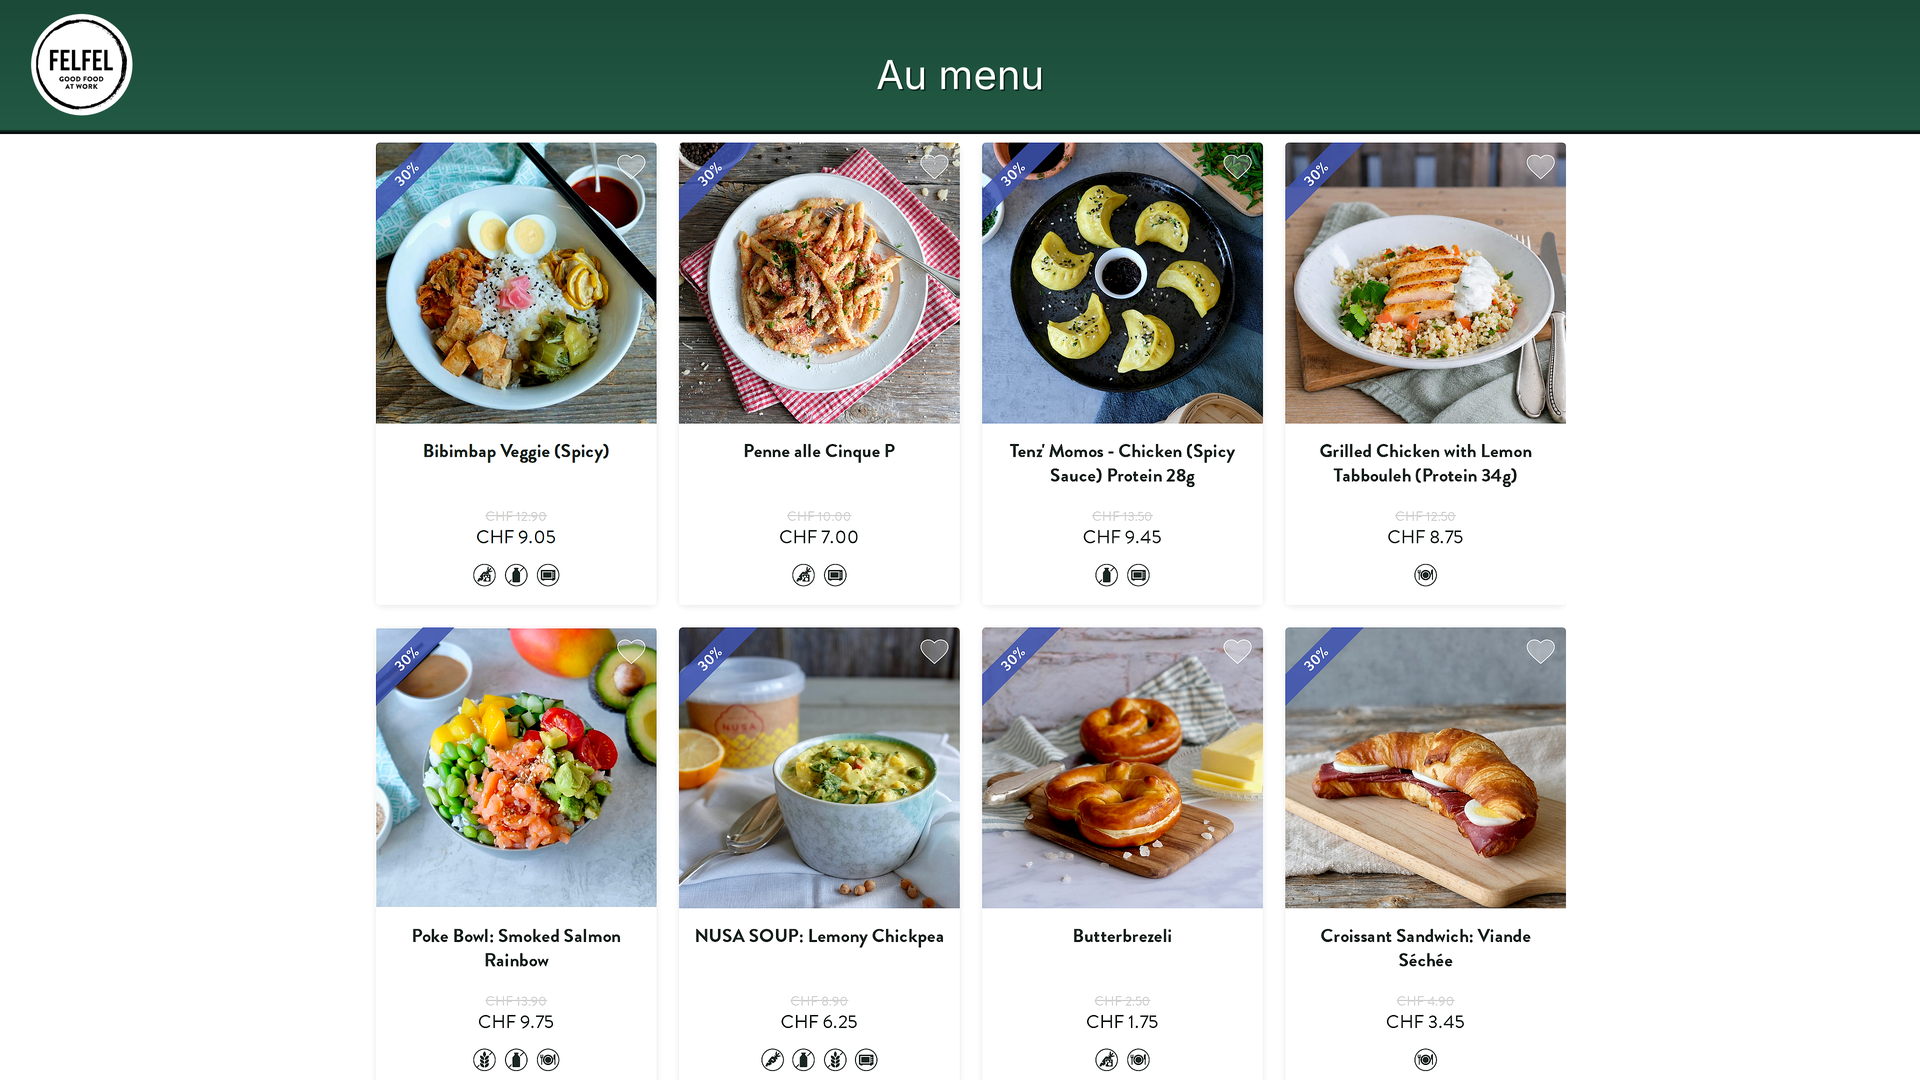 FELFEL
GOOD FOOD
AT WORK
Au menu
30%
30%
30%
30%
Bibimbap Veggie (Spicy)
CHF 12.90
CHF 9.05
Penne alle Cinque P
CHF 10.00
CHF 7.00
Tenz' Momos - Chicken (Spicy
Sauce) Protein 28g
CHF 13.50
CHF 9.45
Grilled Chicken with Lemon
Tabbouleh (Protein 34g)
CHF 12.50
CHF 8.75
30%
30%
NUSA
30%
30%
Poke Bowl: Smoked Salmon
Rainbow
CHF 13.90
CHF 9.75
NUSA SOUP: Lemony Chickpea
CHF 8.90
CHF 6.25
Butterbrezeli
CHF 2.50
CHF 1.75
Croissant Sandwich: Viande
Séchée
CHF 4.90
CHF 3.45